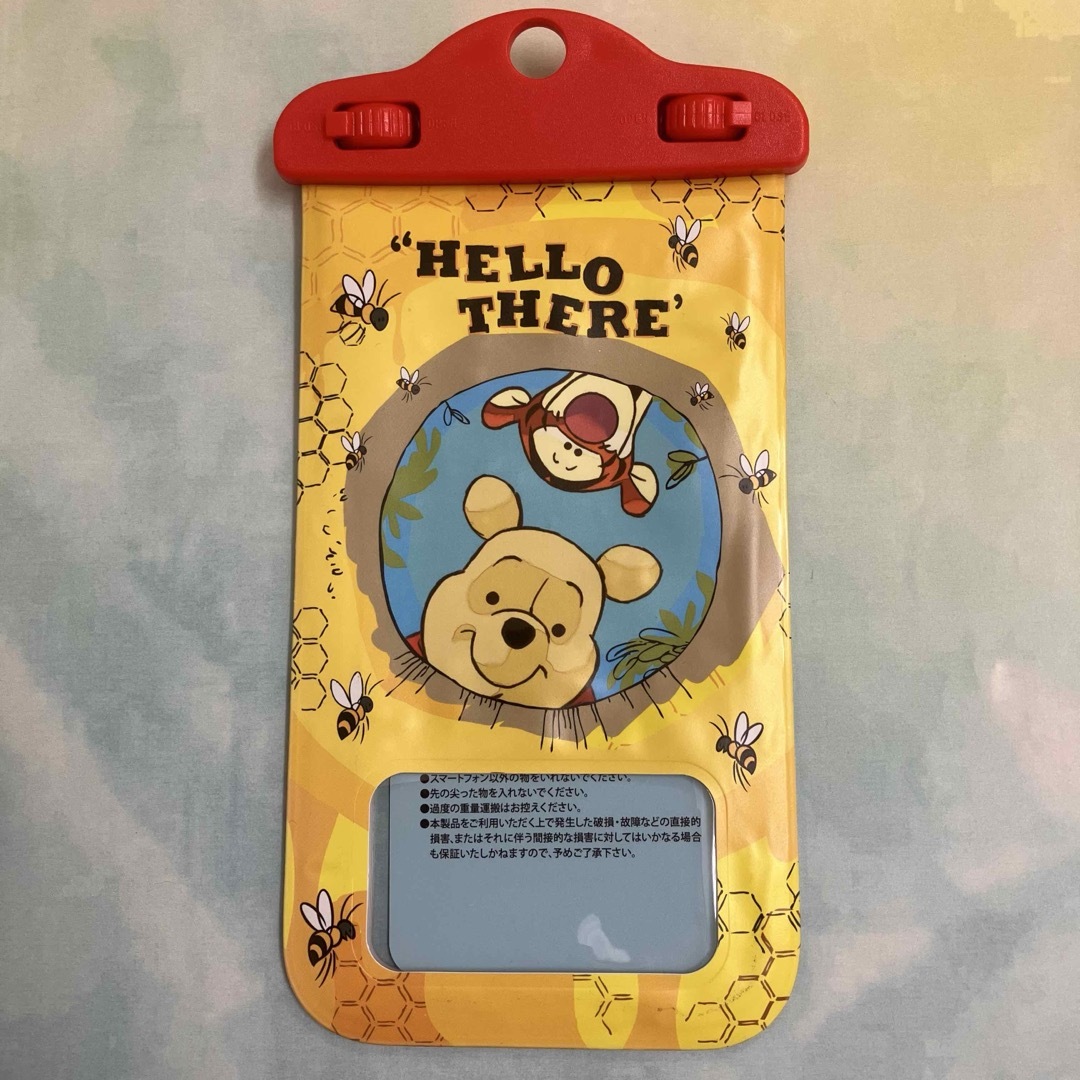 OPEN CLOSE
“HELLO
THERE’
●スマートフォン以外の物をいれないでください。
●先の尖った物を入れないでください。
●過度の重量運搬はお控えください。
●本製品をご利用いただく上で発生した破損・故障などの直接的
損害、またはそれに伴う間接的な損害に対してはいかなる場合
も保証いたしかねますので、予めご了承下さい。